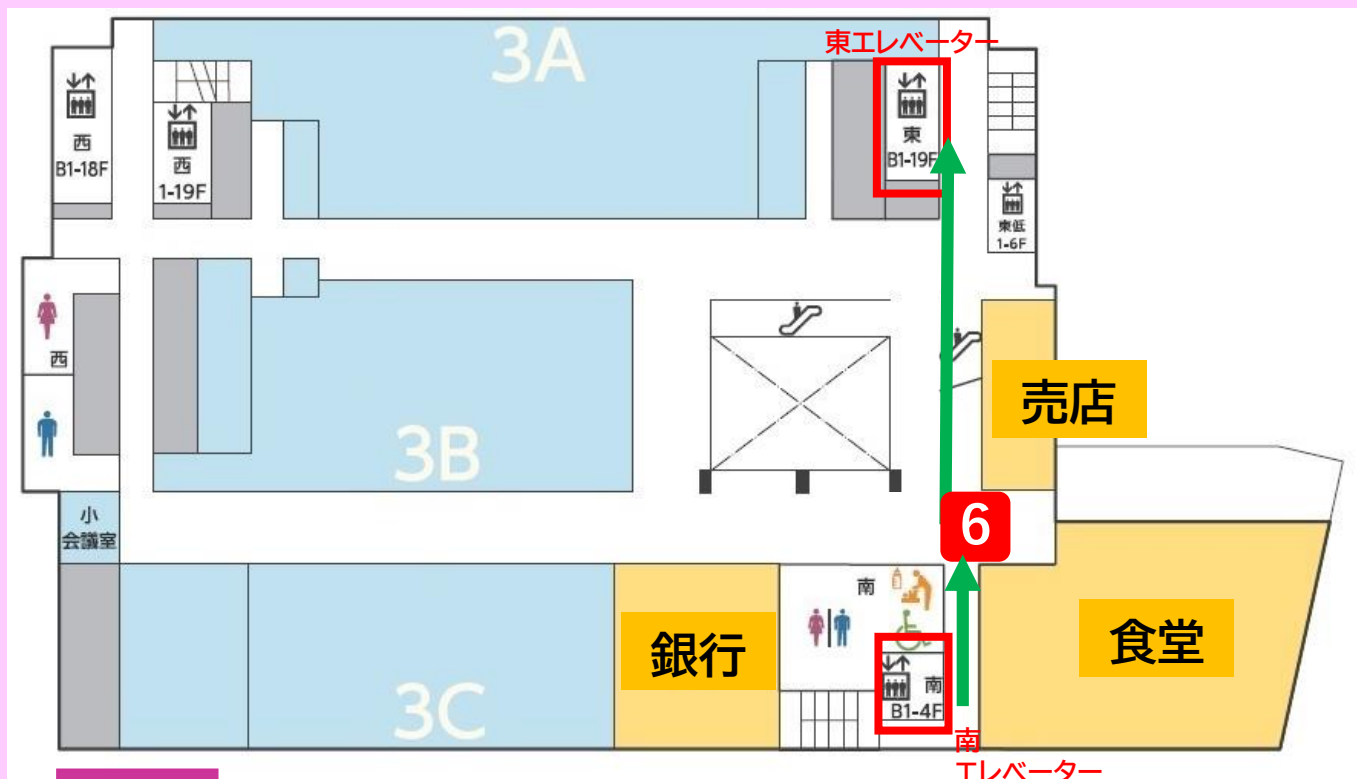 3A
東エレベーター
西
B1-18F
西
1-19F
東
B1-19F
東低
1-6F
西
3B
売店
小
会議室
6
3C
銀行
南
南
B1-4F
食堂
南
エレベーター